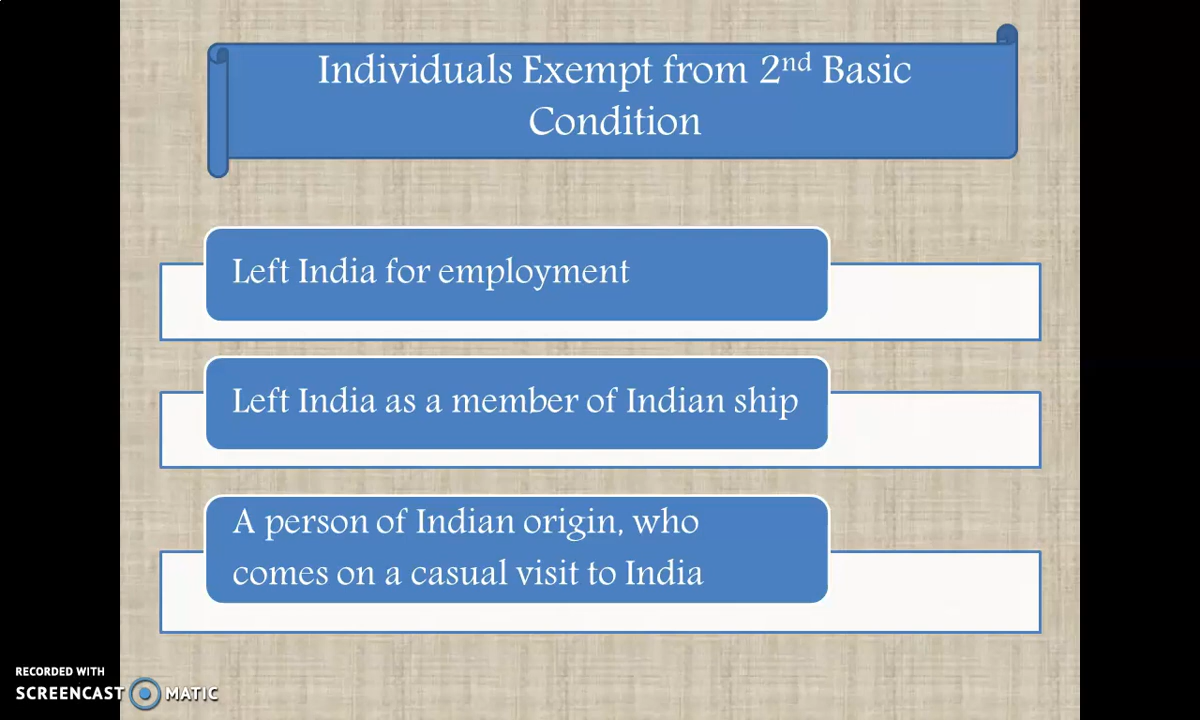 Individuals Exempt from 2nd Basic
Condition
Left India for employment
Left India as a member of Indian ship
A person of Indian origin, who
comes on a casual visit to India
RECORDED WITH
SCREENCAST MATIC